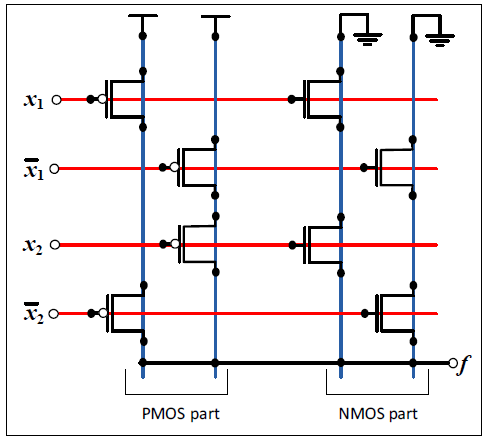 x₁
x̄₁
x₂
x̄₂
f
PMOS part NMOS part